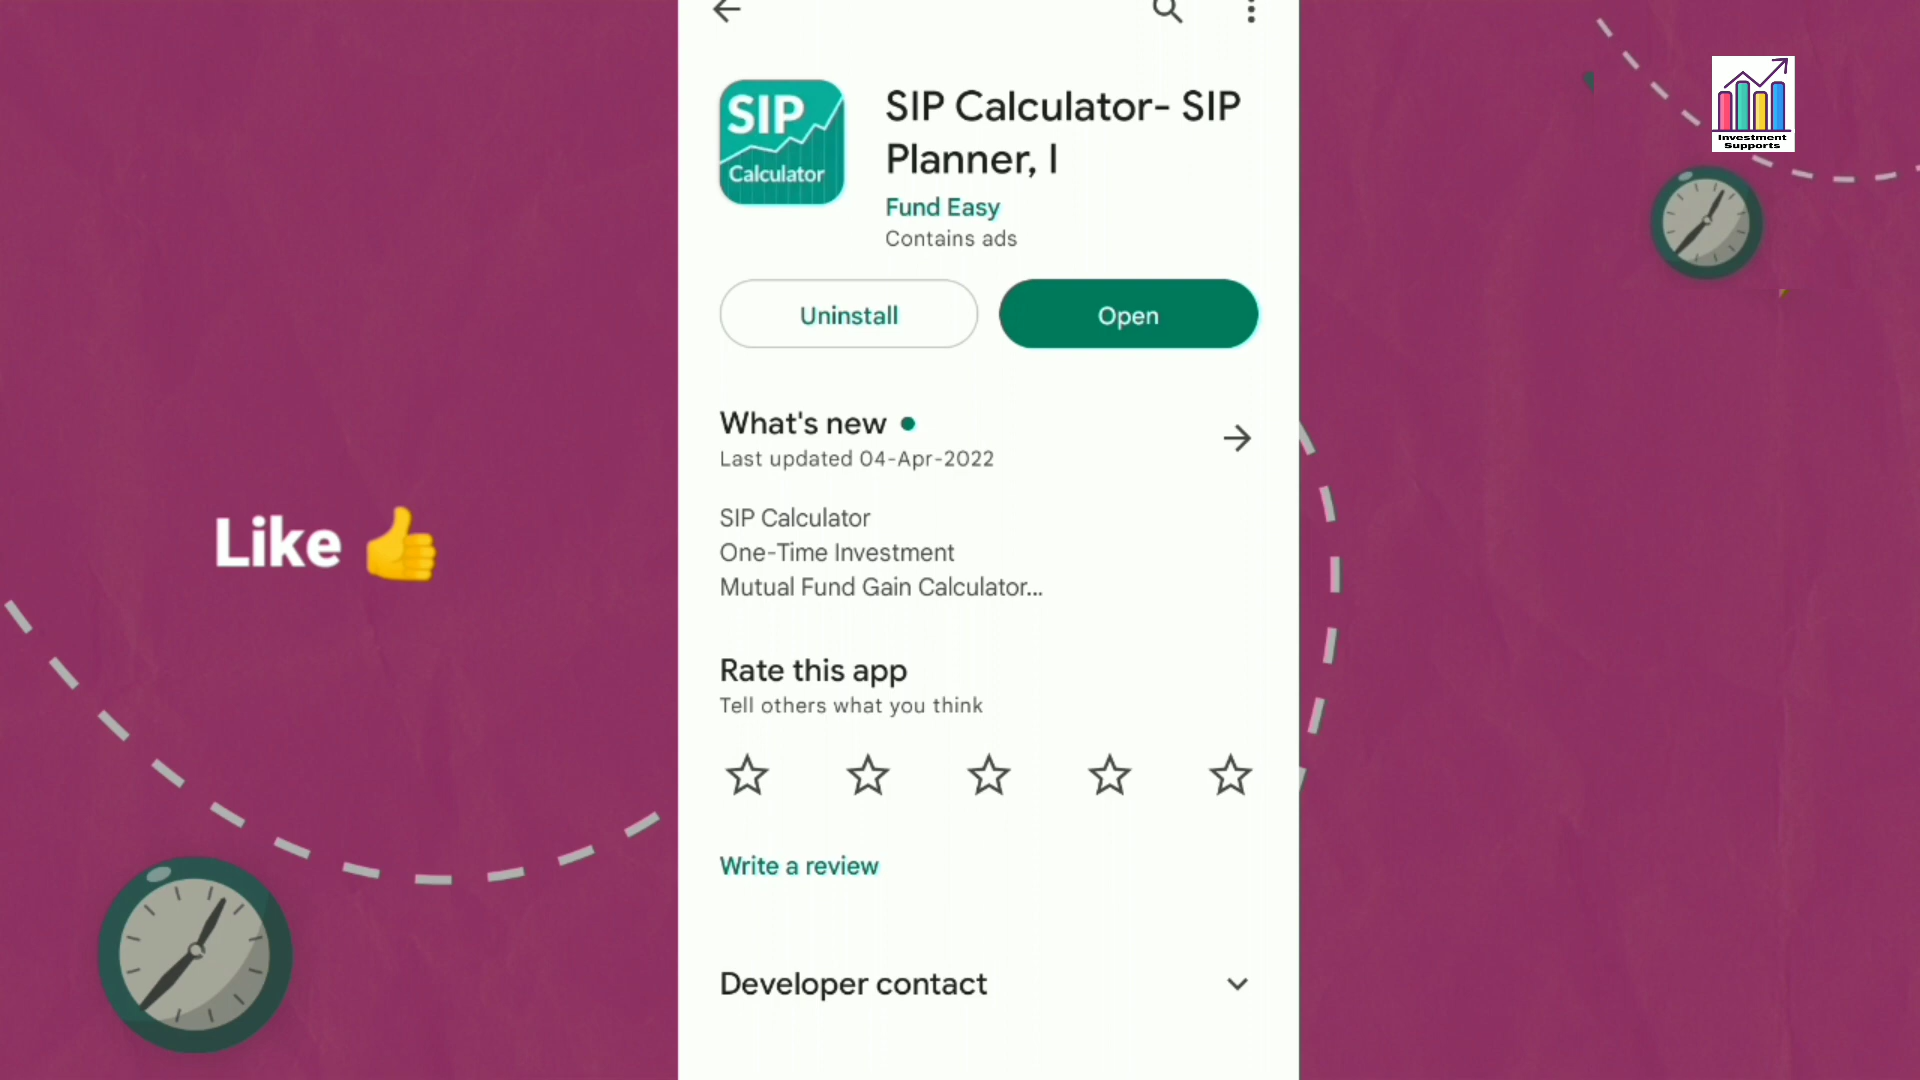 SIP
Calculator
SIP Calculator- SIP
Planner, I
Fund Easy
Contains ads
Uninstall
Open
What's new
Last updated 04-Apr-2022
SIP Calculator
One-Time Investment
Mutual Fund Gain Calculator...
Rate this app
Tell others what you think
Write a review
Developer contact
Like 👍
Investment
Supports